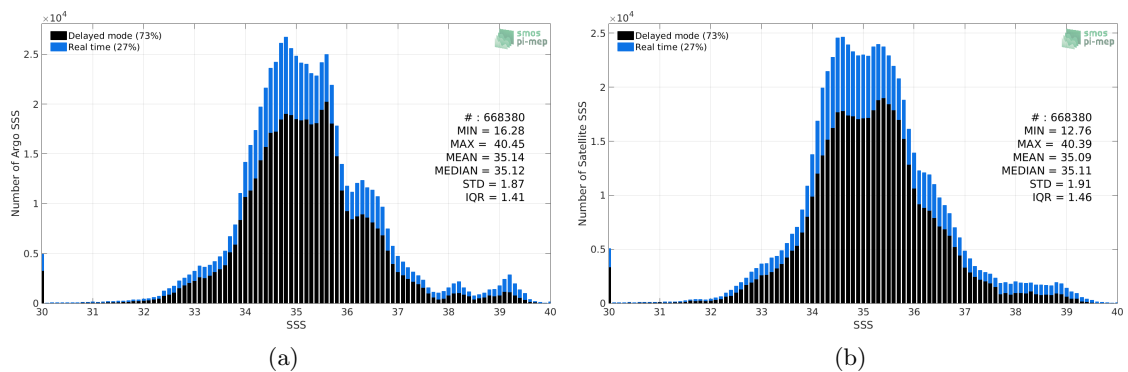 ×10⁴
Delayed mode (73%)
Real time (27%)
smos
pi-mep
# : 668380
MIN = 16.28
MAX = 40.45
MEAN = 35.14
MEDIAN = 35.12
STD = 1.87
IQR = 1.41
2.5
2
1.5
1
0.5
0
Number of Argo SSS
30 31 32 33 34 35 36 37 38 39 40
SSS
(a)
×10⁴
Delayed mode (73%)
Real time (27%)
smos
pi-mep
# : 668380
MIN = 12.76
MAX = 40.39
MEAN = 35.09
MEDIAN = 35.11
STD = 1.91
IQR = 1.46
2.5
2
1.5
1
0.5
0
Number of Satellite SSS
30 31 32 33 34 35 36 37 38 39 40
SSS
(b)